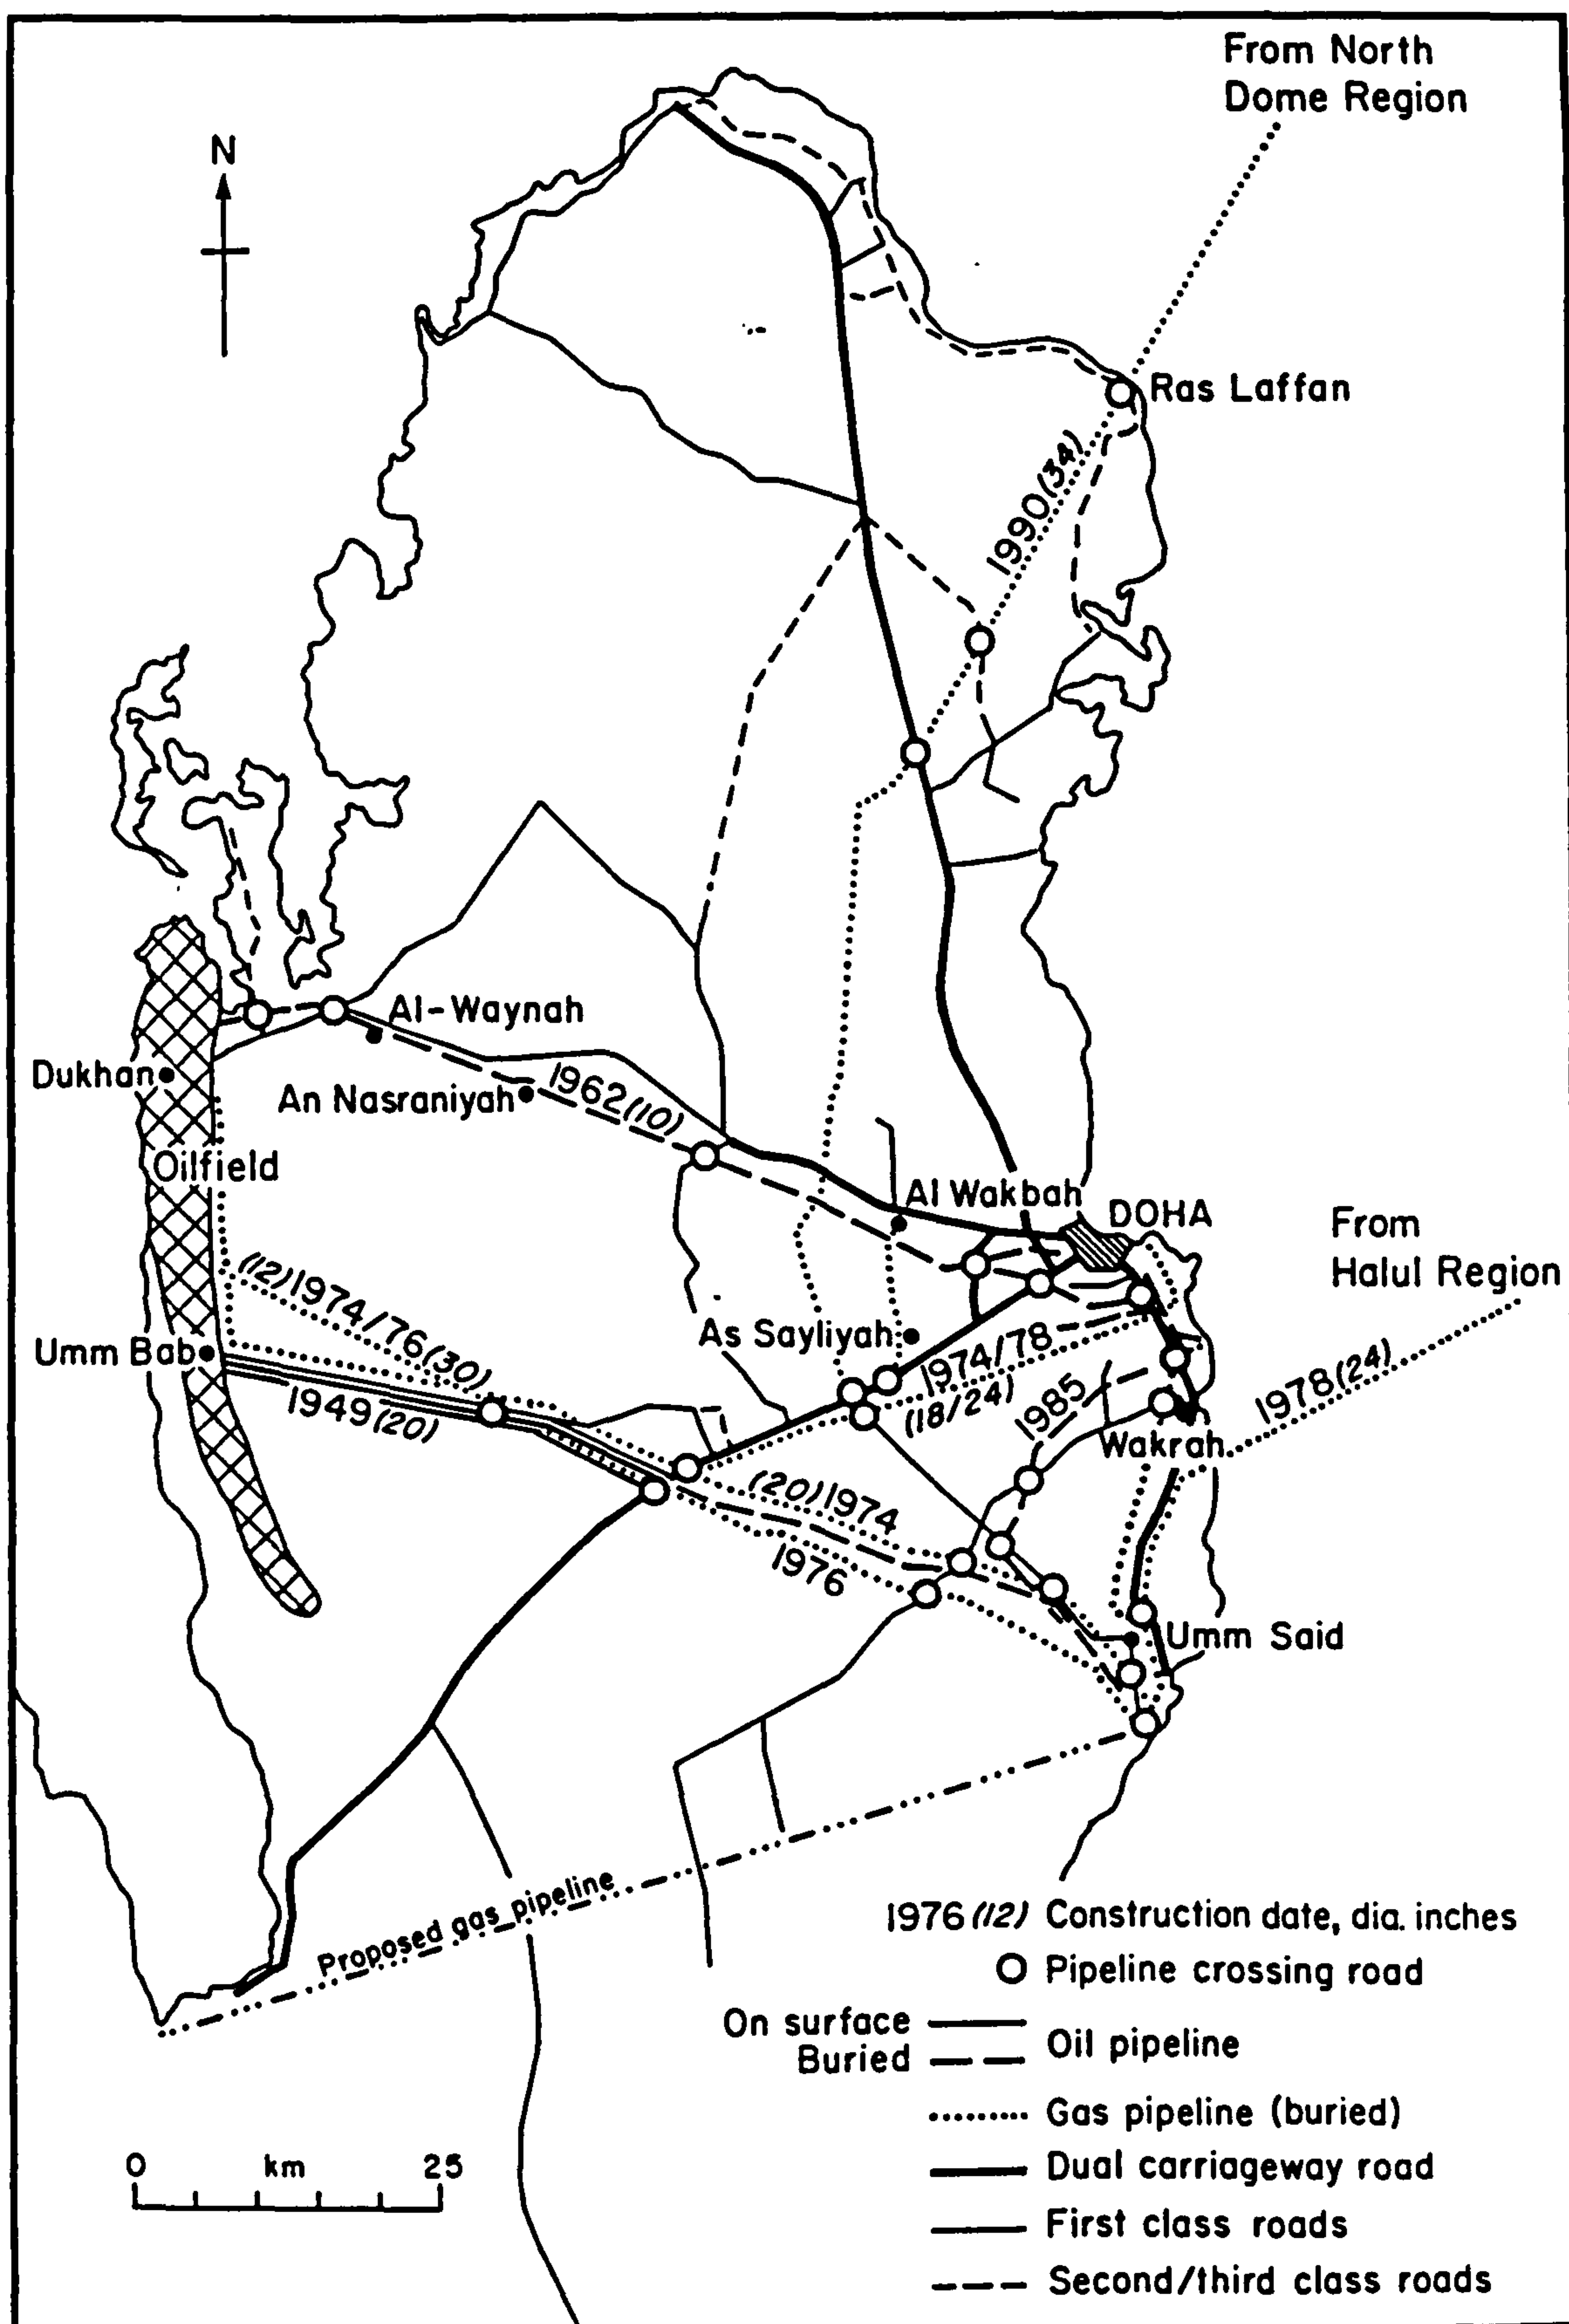 From North
Dome Region
N
Ras Laffan
1990(34)
Al-Waynah
Dukhan
An Nasraniyah
1962(10)
Oilfield
Al Wakbah
DOHA
From
Halul Region
(12)1974/76(30)
As Sayliyah
Umm Bab
1974/78
(18/24)
1978(24)
1949(20)
1985
Wakrah
(20)1974
1976
Umm Said
Proposed gas pipeline
1976(12) Construction date, dia. inches
Pipeline crossing road
On surface
Buried
Oil pipeline
Gas pipeline (buried)
Dual carriageway road
0 km 25
First class roads
Second/third class roads